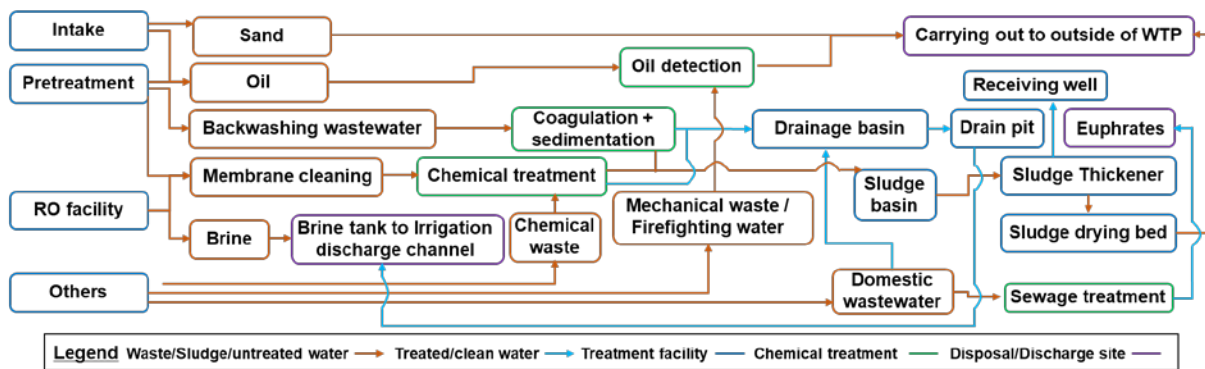 Intake
Sand
Carrying out to outside of WTP
Pretreatment
Oil
Oil detection
Receiving well
Backwashing wastewater
Coagulation +
sedimentation
Drainage basin
Drain pit
Euphrates
Membrane cleaning
Chemical treatment
Sludge
basin
Sludge Thickener
RO facility
Brine
Brine tank to Irrigation
discharge channel
Chemical
waste
Mechanical waste /
Firefighting water
Sludge drying bed
Others
Domestic
wastewater
Sewage treatment
Legend Waste/Sludge/untreated water Treated/clean water Treatment facility Chemical treatment Disposal/Discharge site